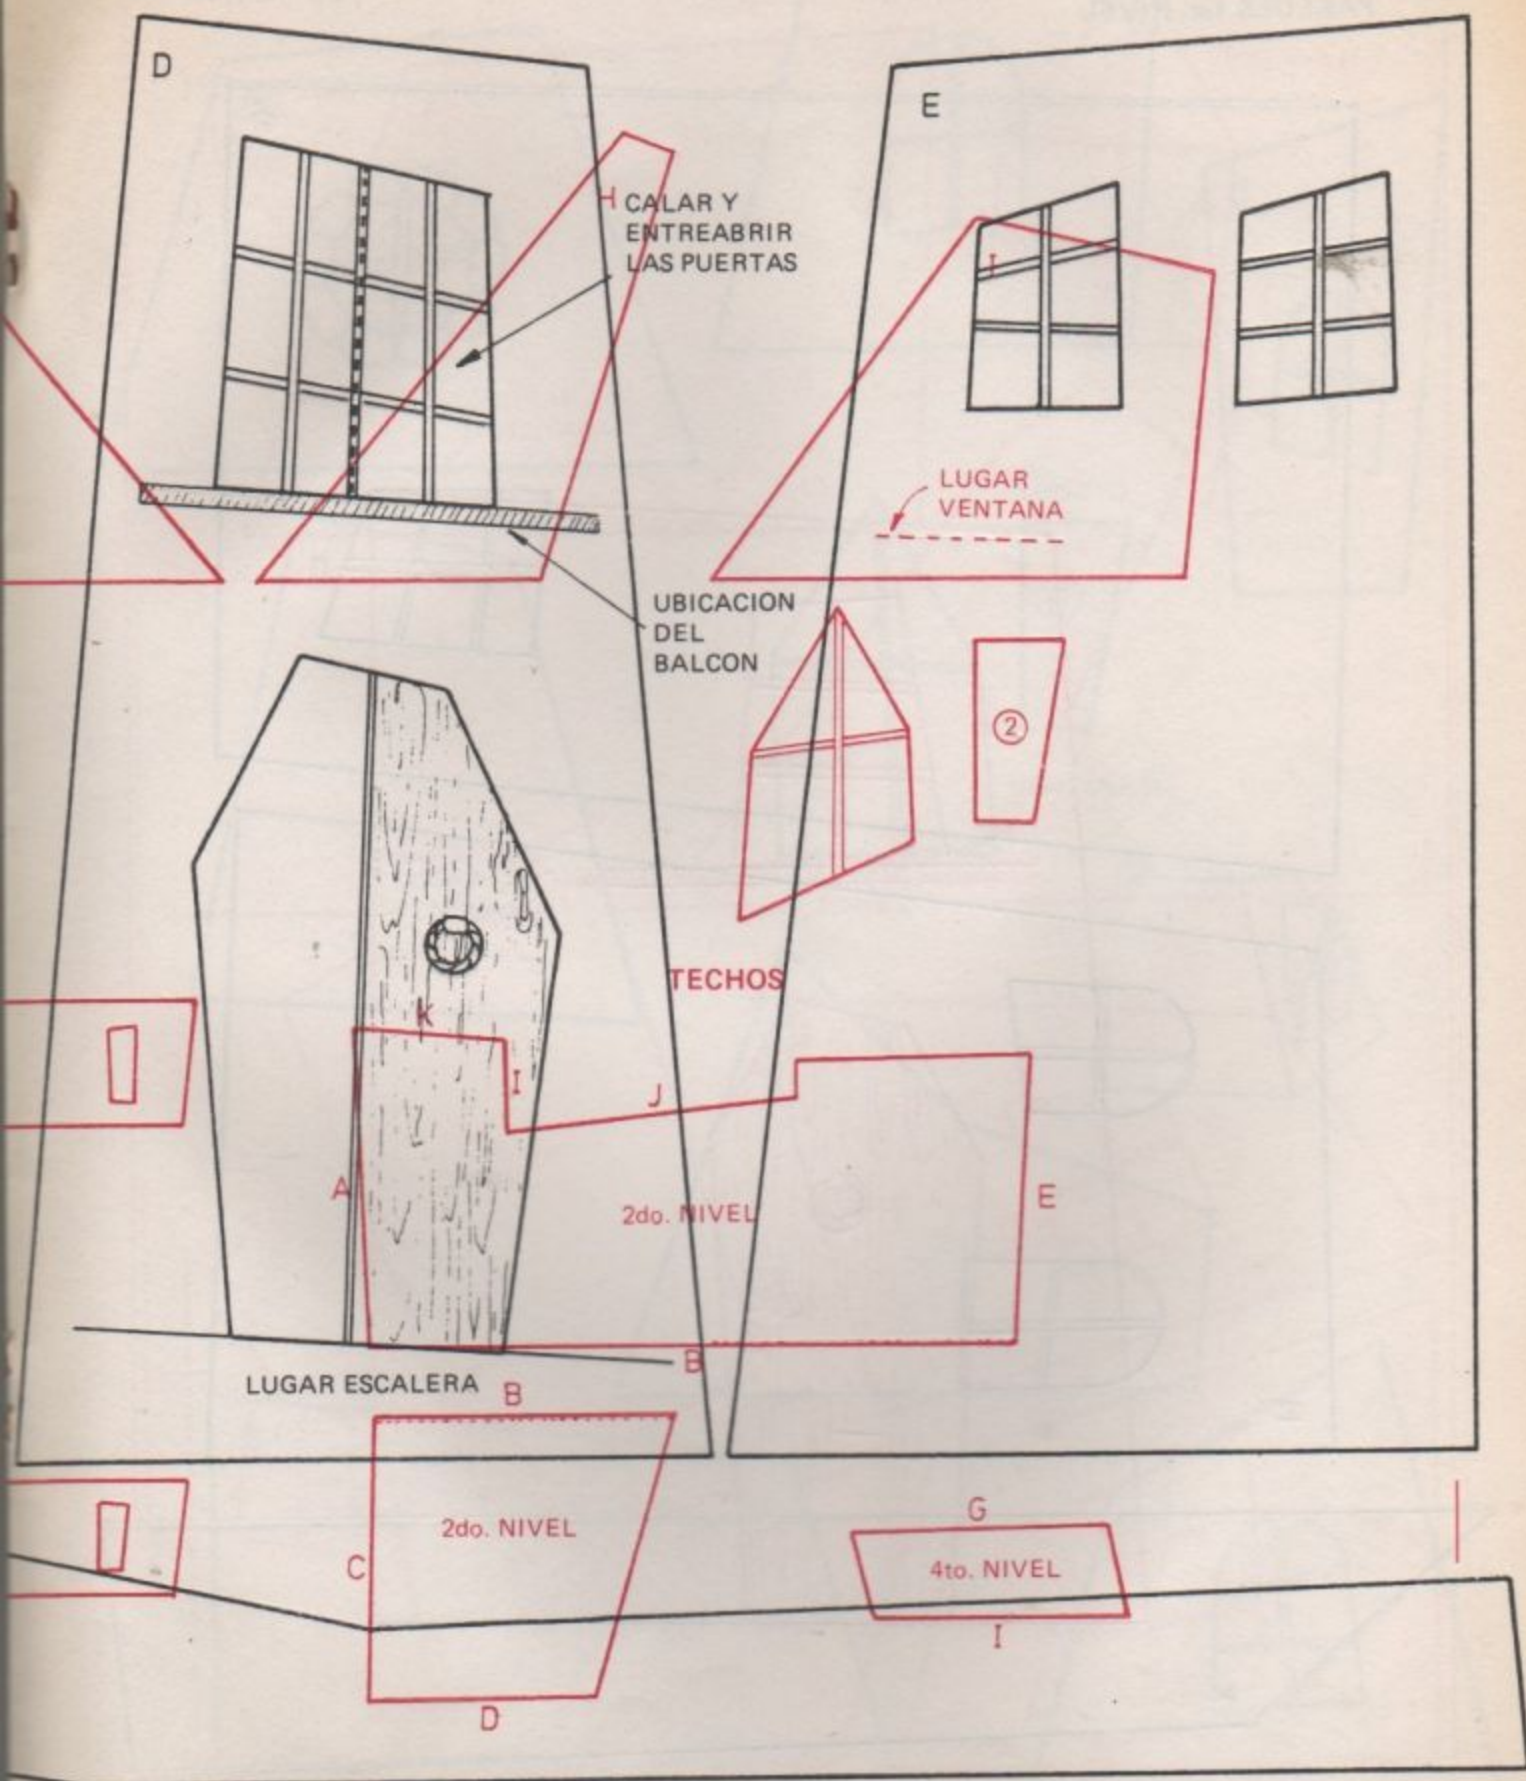 D
E
H
CALAR Y
ENTREABRIR
LAS PUERTAS
I
LUGAR
VENTANA
UBICACION
DEL
BALCON
2
TECHOS
K
I
J
A
2do. NIVEL
E
B
LUGAR ESCALERA
B
2do. NIVEL
C
D
G
4to. NIVEL
I